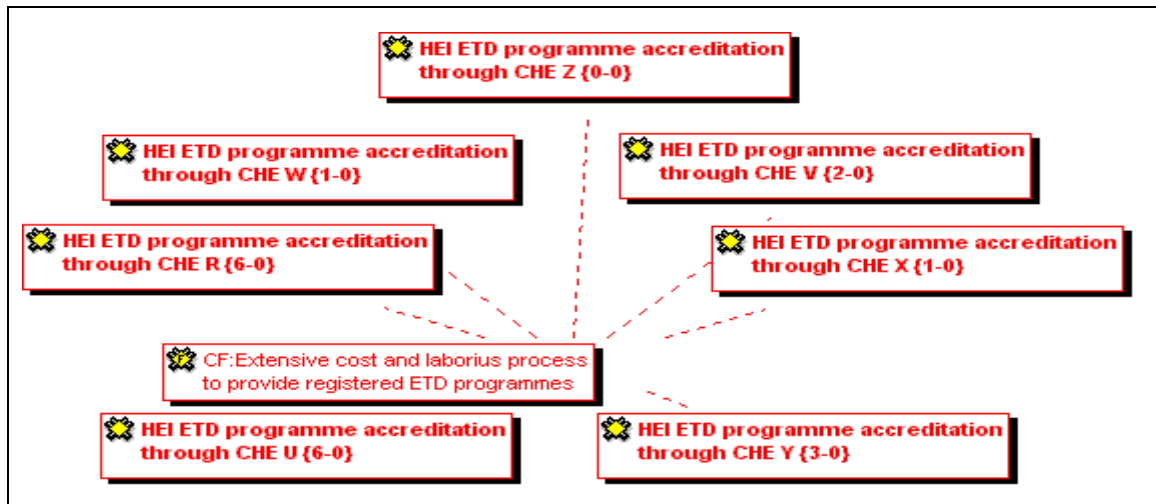 HEI ETD programme accreditation
through CHE Z {0-0}
HEI ETD programme accreditation
through CHE W {1-0}
HEI ETD programme accreditation
through CHE V {2-0}
HEI ETD programme accreditation
through CHE R {6-0}
HEI ETD programme accreditation
through CHE X {1-0}
CF:Extensive cost and laborius process
to provide registered ETD programmes
HEI ETD programme accreditation
through CHE U {6-0}
HEI ETD programme accreditation
through CHE Y {3-0}